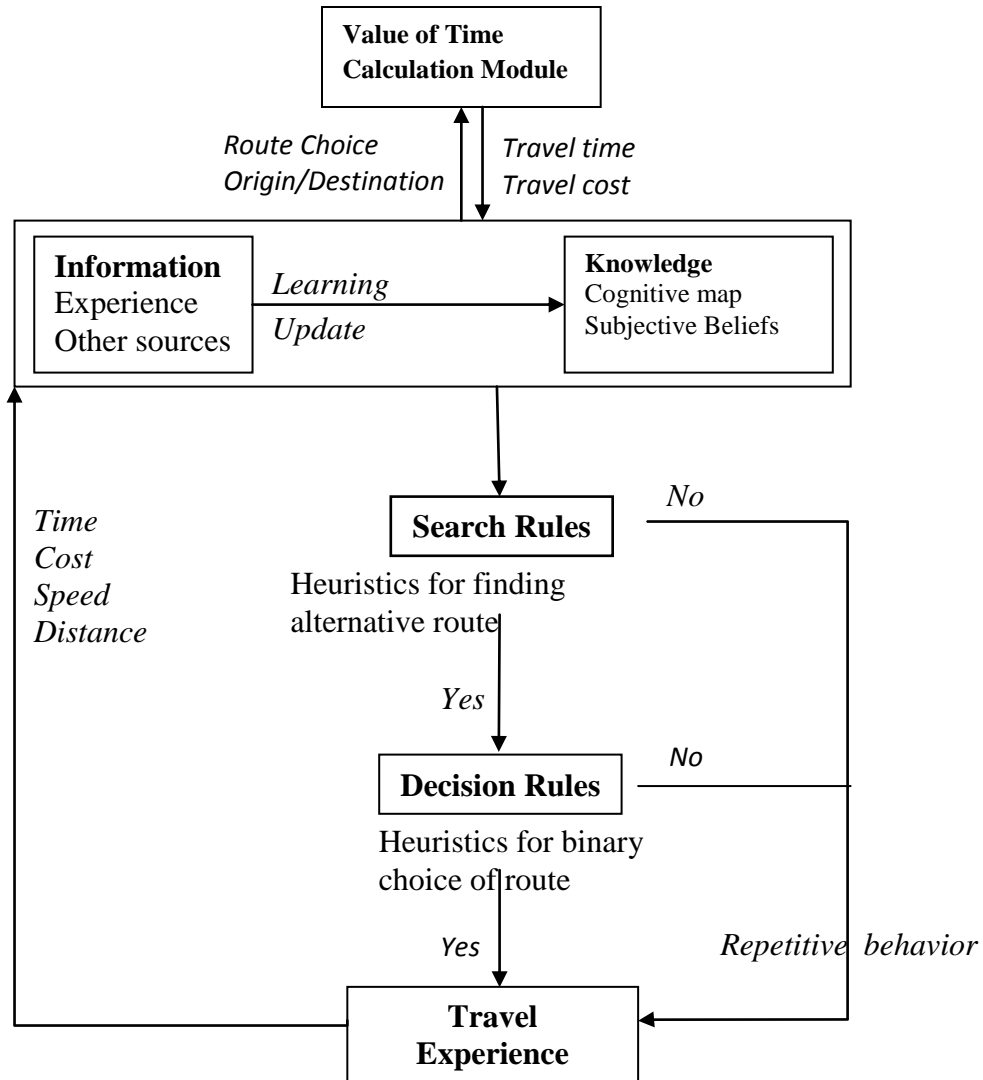 Value of Time
Calculation Module
Route Choice
Origin/Destination
Travel time
Travel cost
Information
Experience
Other sources
Learning
Update
Knowledge
Cognitive map
Subjective Beliefs
Search Rules
No
Time
Cost
Speed
Distance
Heuristics for finding
alternative route
Yes
Decision Rules
No
Heuristics for binary
choice of route
Yes
Repetitive behavior
Travel
Experience